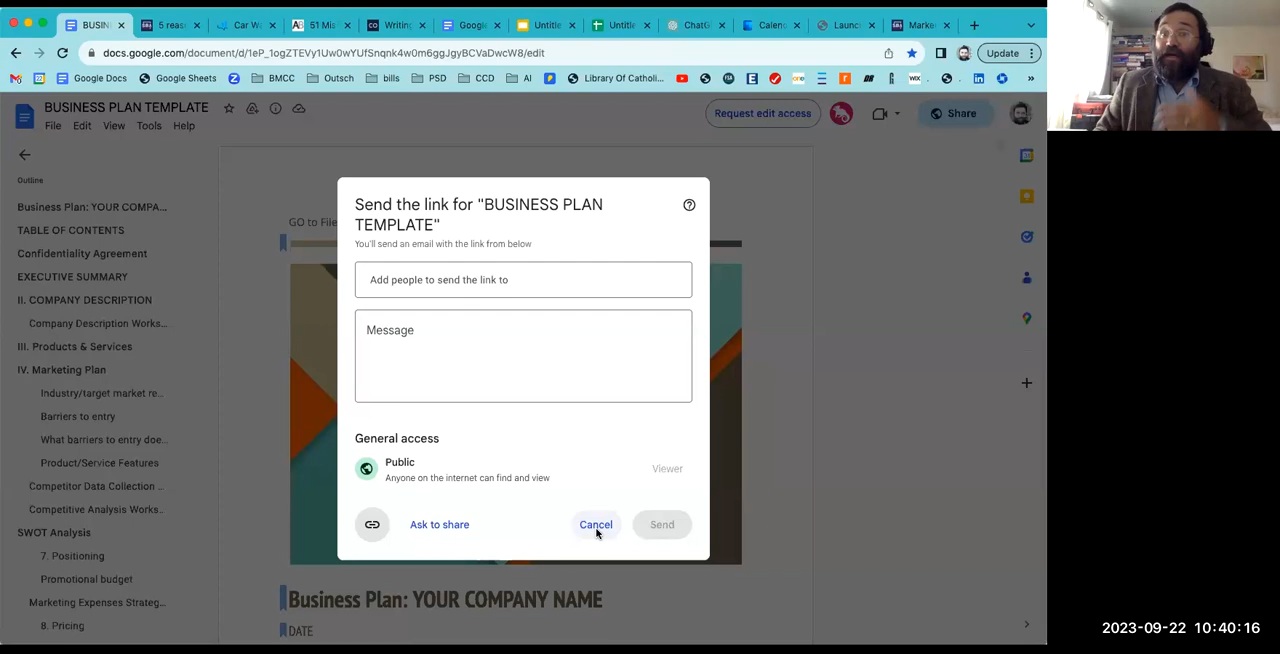 BUSIN
5 reas
Car Wa
51 Mis
Writing
Google
Untitle
Untitle
ChatG
Calen
Launc
Marke
docs.google.com/document/d/1eP_1ogZTEVy1Uw0wYUfSnqnk4w0m6ggJgyBCVaDwcW8/edit
Update
Google Docs
Google Sheets
BMCC
Outsch
bills
PSD
CCD
AI
Library Of Catholi...
WIX
BUSINESS PLAN TEMPLATE
File Edit View Tools Help
Request edit access
Share
Outline
Business Plan: YOUR COMPA...
TABLE OF CONTENTS
Confidentiality Agreement
EXECUTIVE SUMMARY
II. COMPANY DESCRIPTION
Company Description Works...
III. Products & Services
IV. Marketing Plan
Industry/target market re...
Barriers to entry
What barriers to entry doe...
Product/Service Features
Competitor Data Collection ...
Competitive Analysis Works...
SWOT Analysis
7. Positioning
Promotional budget
Marketing Expenses Strateg...
8. Pricing
GO to File
Send the link for "BUSINESS PLAN
TEMPLATE"
You'll send an email with the link from below
Add people to send the link to
Message
General access
Public
Anyone on the internet can find and view
Viewer
Ask to share
Cancel
Send
Business Plan: YOUR COMPANY NAME
DATE
2023-09-22 10:40:16